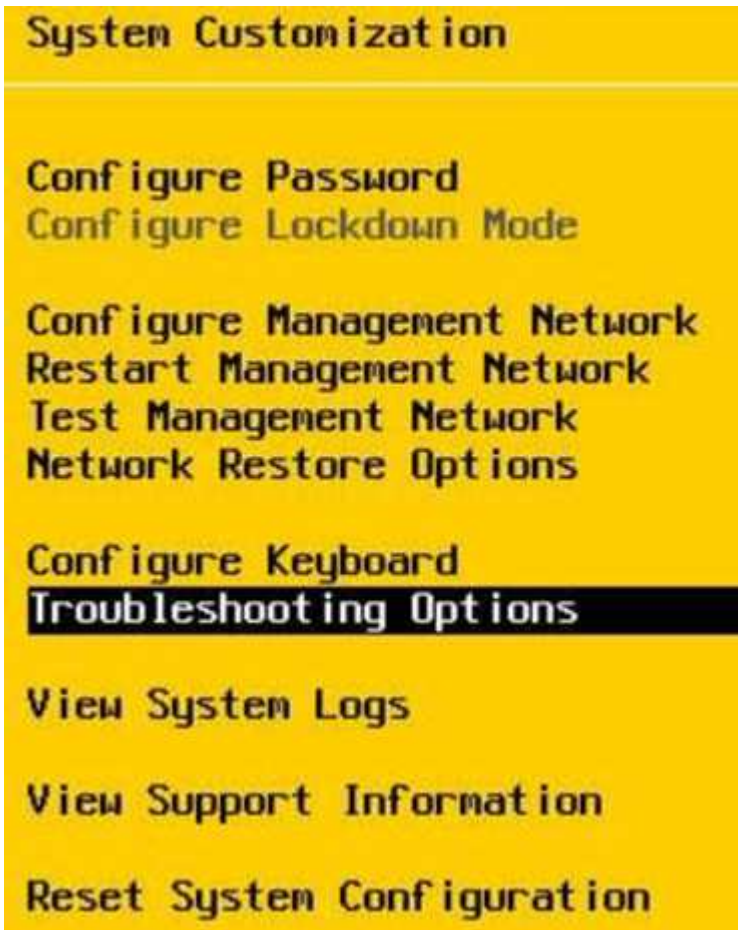 System Customization
Configure Password
Configure Lockdown Mode
Configure Management Network
Restart Management Network
Test Management Network
Network Restore Options
Configure Keyboard
Troubleshooting Options
View System Logs
View Support Information
Reset System Configuration